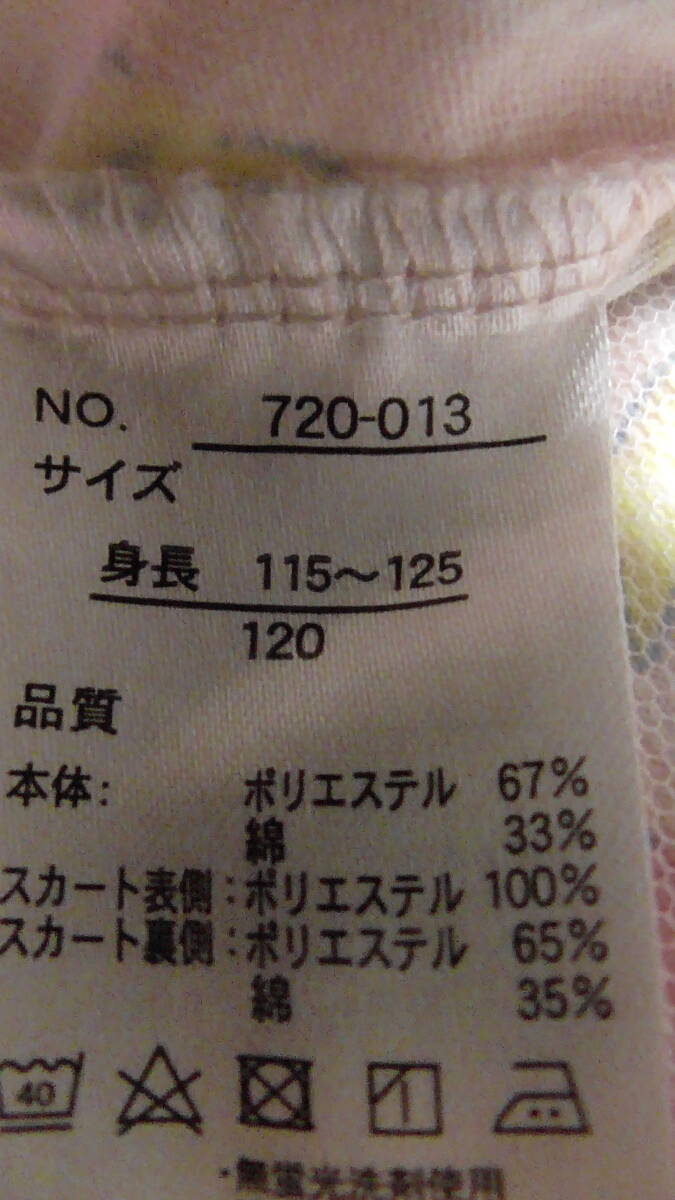 NO. 720-013
サイズ
身長 115～125
120
品質
本体: ポリエステル 67%
綿 33%
スカート表側:ポリエステル 100%
スカート裏側:ポリエステル 65%
綿 35%
40
・無蛍光洗剤使用